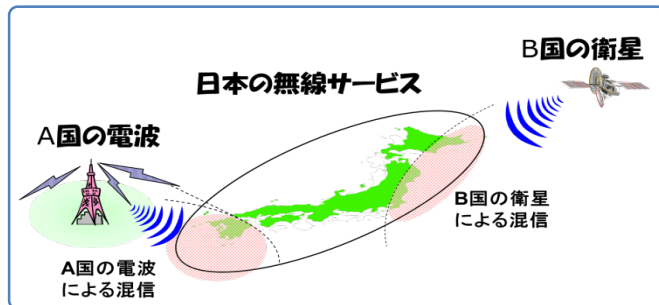 B国の衛星
日本の無線サービス
A国の電波
B国の衛星
による混信
A国の電波
による混信